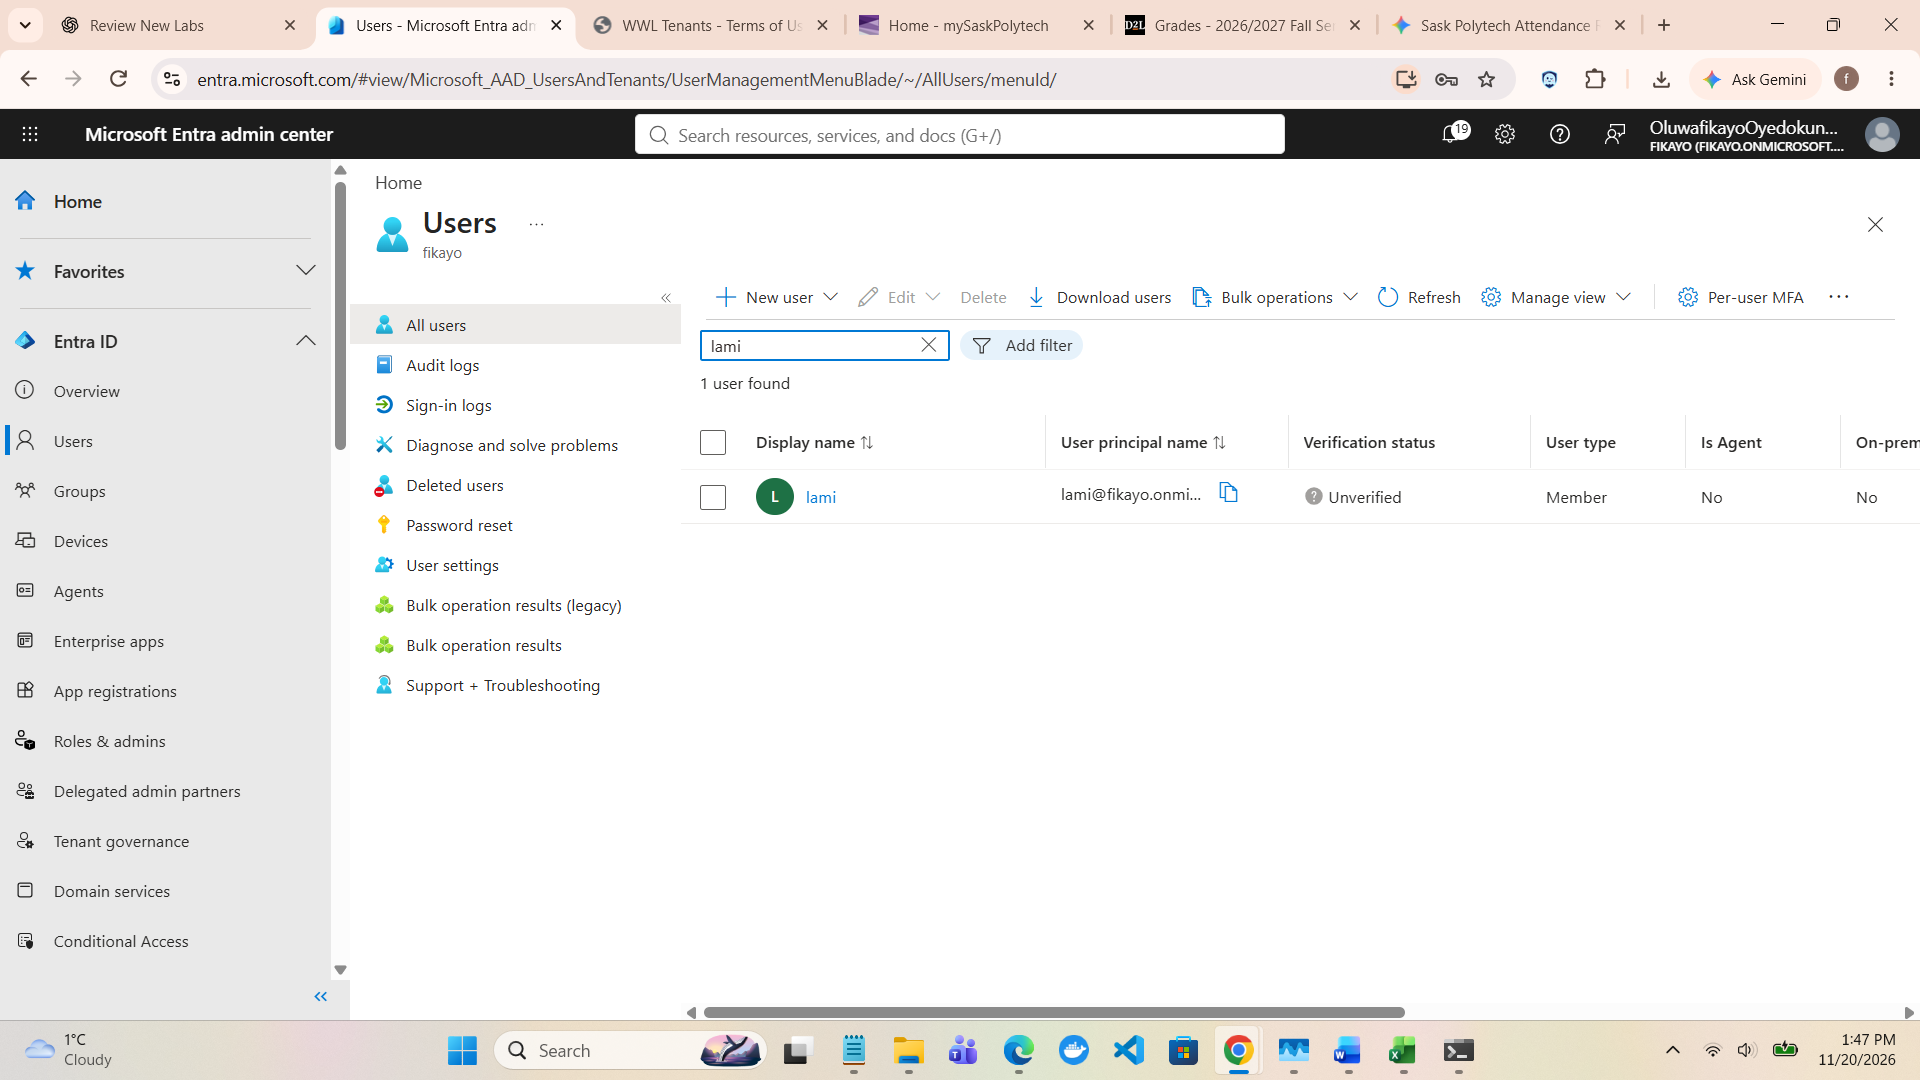 Review New Labs
Users - Microsoft Entra adm
WWL Tenants - Terms of Us
Home - mySaskPolytech
D2L
Grades - 2026/2027 Fall Se
Sask Polytech Attendance
entra.microsoft.com/#view/Microsoft_AAD_UsersAndTenants/UserManagementMenuBlade/~/AllUsers/menuId/
Ask Gemini
f
Microsoft Entra admin center
Search resources, services, and docs (G+/)
19
OluwafikayoOyedokun...
FIKAYO (FIKAYO.ONMICROSOFT....
Home
Favorites
Entra ID
Overview
Users
Groups
Devices
Agents
Enterprise apps
App registrations
Roles & admins
Delegated admin partners
Tenant governance
Domain services
Conditional Access
Home
Users
fikayo
All users
Audit logs
Sign-in logs
Diagnose and solve problems
Deleted users
Password reset
User settings
Bulk operation results (legacy)
Bulk operation results
Support + Troubleshooting
New user
Edit
Delete
Download users
Bulk operations
Refresh
Manage view
Per-user MFA
lami
Add filter
1 user found
Display name
User principal name
Verification status
User type
Is Agent
On-prem
L
lami
lami@fikayo.onmi...
Unverified
Member
No
No
1°C
Cloudy
Search
1:47 PM
11/20/2026